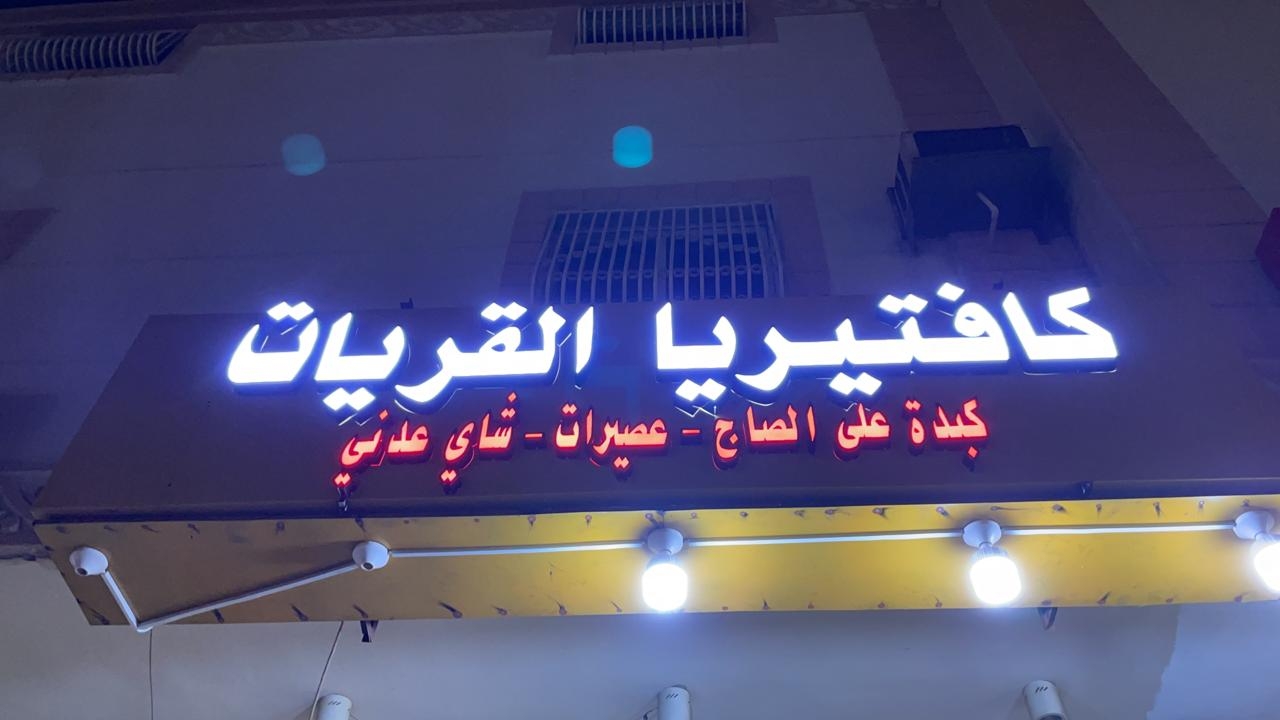 كافتيريا القريات
كبدة على الصاج - عصيرات - شاي عدني